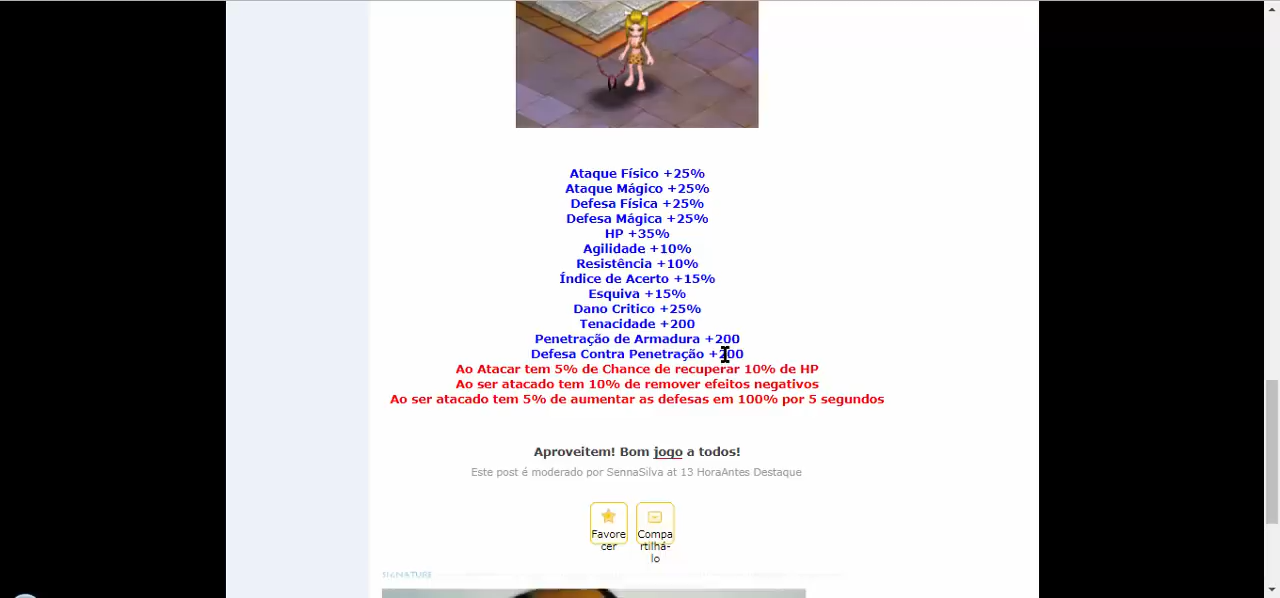 Ataque Físico +25%
Ataque Mágico +25%
Defesa Física +25%
Defesa Mágica +25%
HP +35%
Agilidade +10%
Resistência +10%
Índice de Acerto +15%
Esquiva +15%
Dano Critico +25%
Tenacidade +200
Penetração de Armadura +200
Defesa Contra Penetração +200
Ao Atacar tem 5% de Chance de recuperar 10% de HP
Ao ser atacado tem 10% de remover efeitos negativos
Ao ser atacado tem 5% de aumentar as defesas em 100% por 5 segundos
Aproveitem! Bom jogo a todos!
Este post é moderado por SennaSilva at 13 HoraAntes Destaque
Favore
cer
Compa
rtilhá-
lo
SIGNATURE